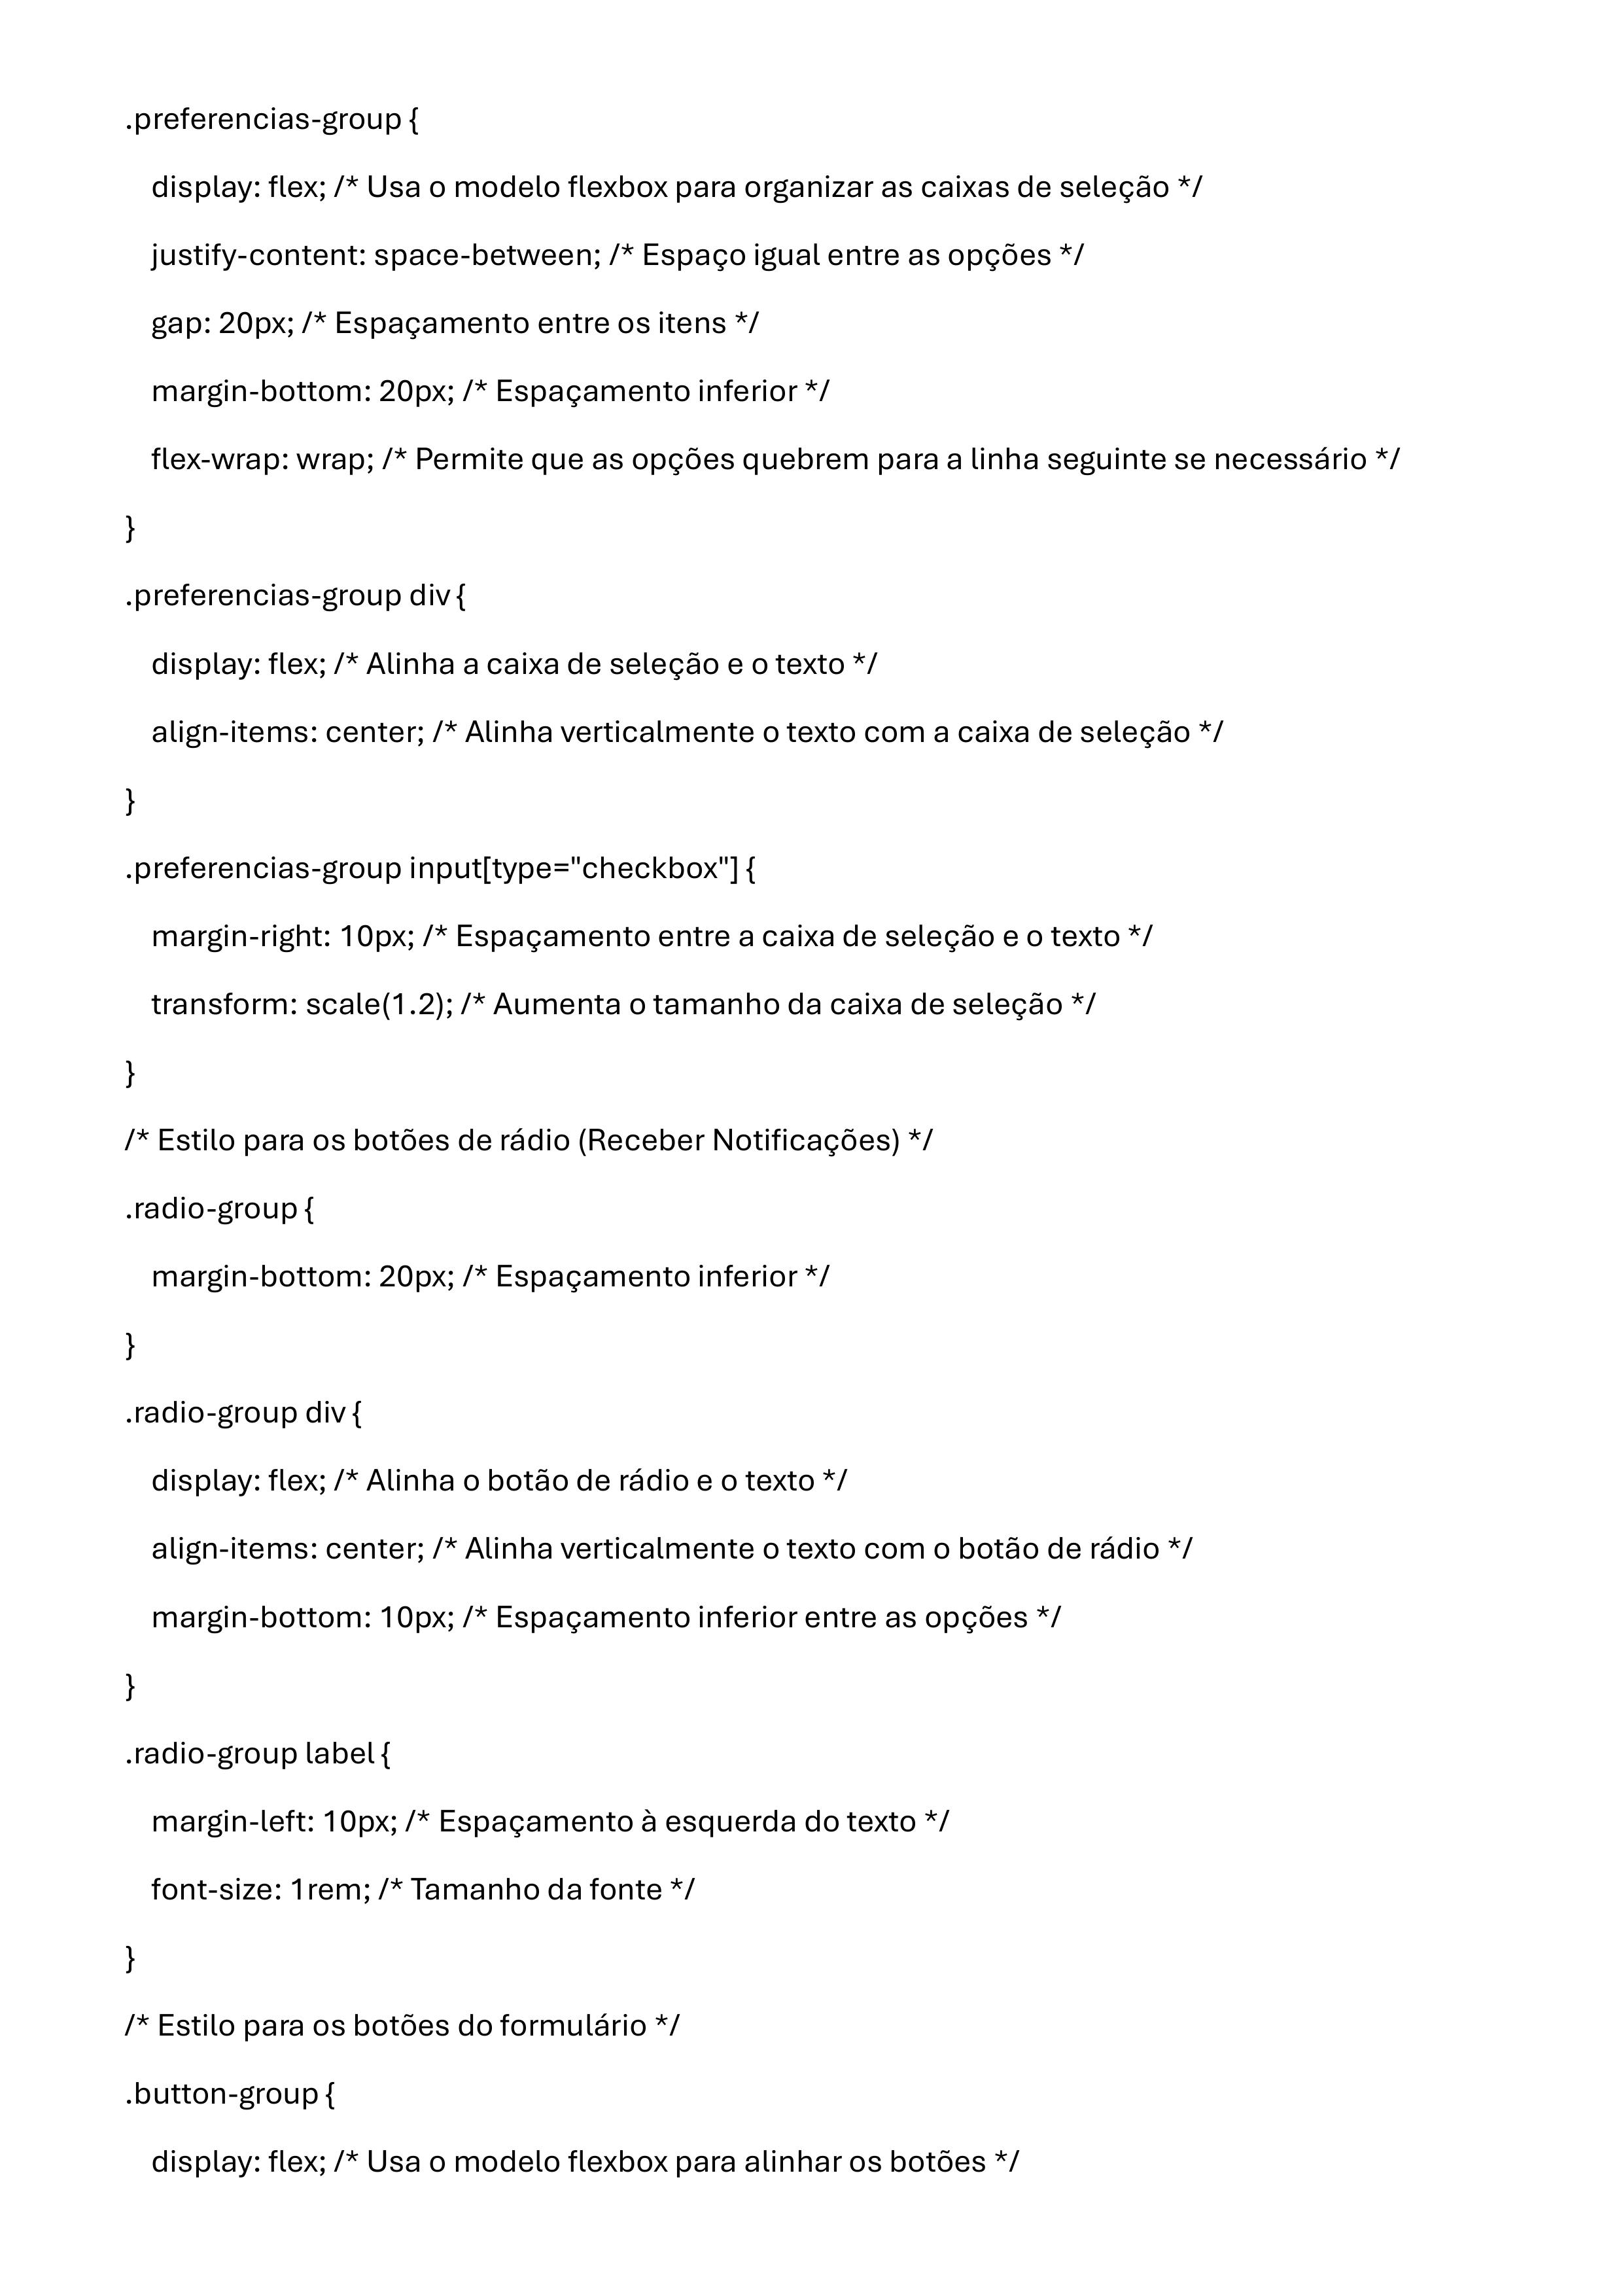 .preferencias-group {
display: flex; /* Usa o modelo flexbox para organizar as caixas de seleção */
justify-content: space-between; /* Espaço igual entre as opções */
gap: 20px; /* Espaçamento entre os itens */
margin-bottom: 20px; /* Espaçamento inferior */
flex-wrap: wrap; /* Permite que as opções quebrem para a linha seguinte se necessário */
}
.preferencias-group div {
display: flex; /* Alinha a caixa de seleção e o texto */
align-items: center; /* Alinha verticalmente o texto com a caixa de seleção */
}
.preferencias-group input[type="checkbox"] {
margin-right: 10px; /* Espaçamento entre a caixa de seleção e o texto */
transform: scale(1.2); /* Aumenta o tamanho da caixa de seleção */
}
/* Estilo para os botões de rádio (Receber Notificações) */
.radio-group {
margin-bottom: 20px; /* Espaçamento inferior */
}
.radio-group div {
display: flex; /* Alinha o botão de rádio e o texto */
align-items: center; /* Alinha verticalmente o texto com o botão de rádio */
margin-bottom: 10px; /* Espaçamento inferior entre as opções */
}
.radio-group label {
margin-left: 10px; /* Espaçamento à esquerda do texto */
font-size: 1rem; /* Tamanho da fonte */
}
/* Estilo para os botões do formulário */
.button-group {
display: flex; /* Usa o modelo flexbox para alinhar os botões */